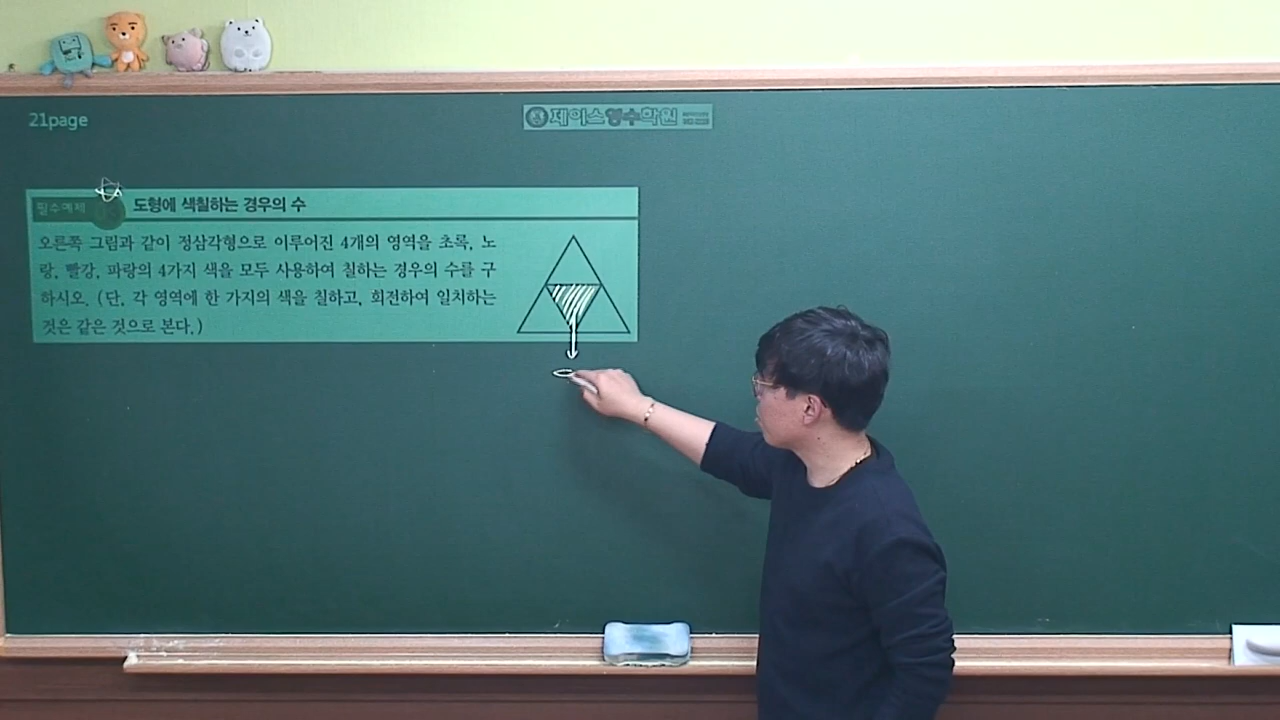 21page
제이스영수학원
필수예제
도형에 색칠하는 경우의 수
오른쪽 그림과 같이 정삼각형으로 이루어진 4개의 영역을 초록, 노
랑, 빨강, 파랑의 4가지 색을 모두 사용하여 칠하는 경우의 수를 구
하시오. (단, 각 영역에 한 가지의 색을 칠하고, 회전하여 일치하는
것은 같은 것으로 본다.)